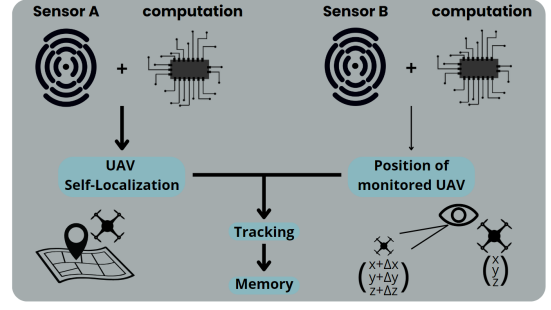 Sensor A
computation
Sensor B
computation
+
+
UAV
Self-Localization
Position of
monitored UAV
Tracking
Memory
x+Δx
y+Δy
z+Δz
x
y
z